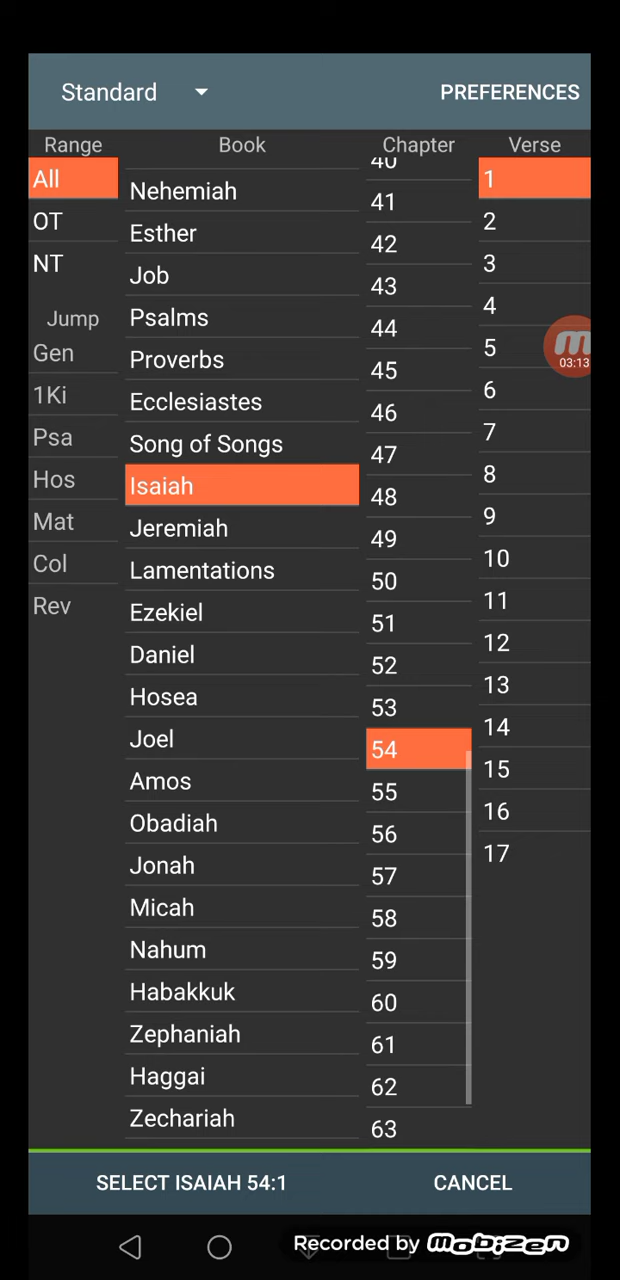 Standard
PREFERENCES
Range
Book
Chapter
Verse
All
OT
NT
Jump
Gen
1Ki
Psa
Hos
Mat
Col
Rev
Nehemiah
Esther
Job
Psalms
Proverbs
Ecclesiastes
Song of Songs
Isaiah
Jeremiah
Lamentations
Ezekiel
Daniel
Hosea
Joel
Amos
Obadiah
Jonah
Micah
Nahum
Habakkuk
Zephaniah
Haggai
Zechariah
40
41
42
43
44
45
46
47
48
49
50
51
52
53
54
55
56
57
58
59
60
61
62
63
1
2
3
4
5
6
7
8
9
10
11
12
13
14
15
16
17
m
03:13
SELECT ISAIAH 54:1
CANCEL
Recorded by mobizen